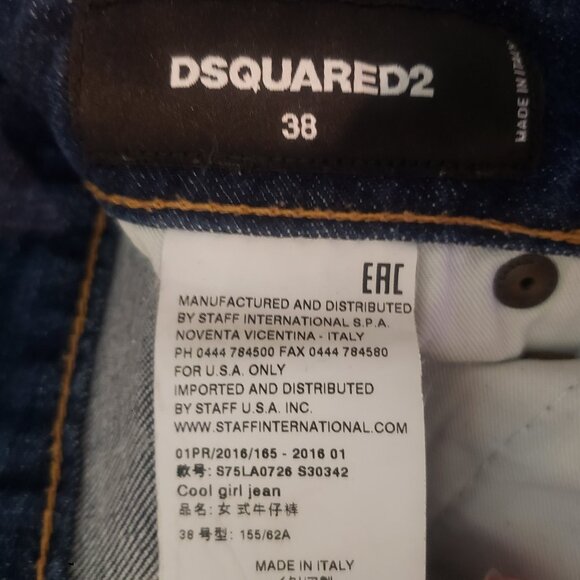 DSQUARED2
38
MADE IN ITALY
EAC
MANUFACTURED AND DISTRIBUTED
BY STAFF INTERNATIONAL S.P.A.
NOVENTA VICENTINA - ITALY
PH 0444 784500 FAX 0444 784580
FOR U.S.A. ONLY
IMPORTED AND DISTRIBUTED
BY STAFF U.S.A. INC.
WWW.STAFFINTERNATIONAL.COM
01PR/2016/165 - 2016 01
款号: S75LA0726 S30342
Cool girl jean
品名: 女式牛仔裤
38 号型: 155/62A
MADE IN ITALY